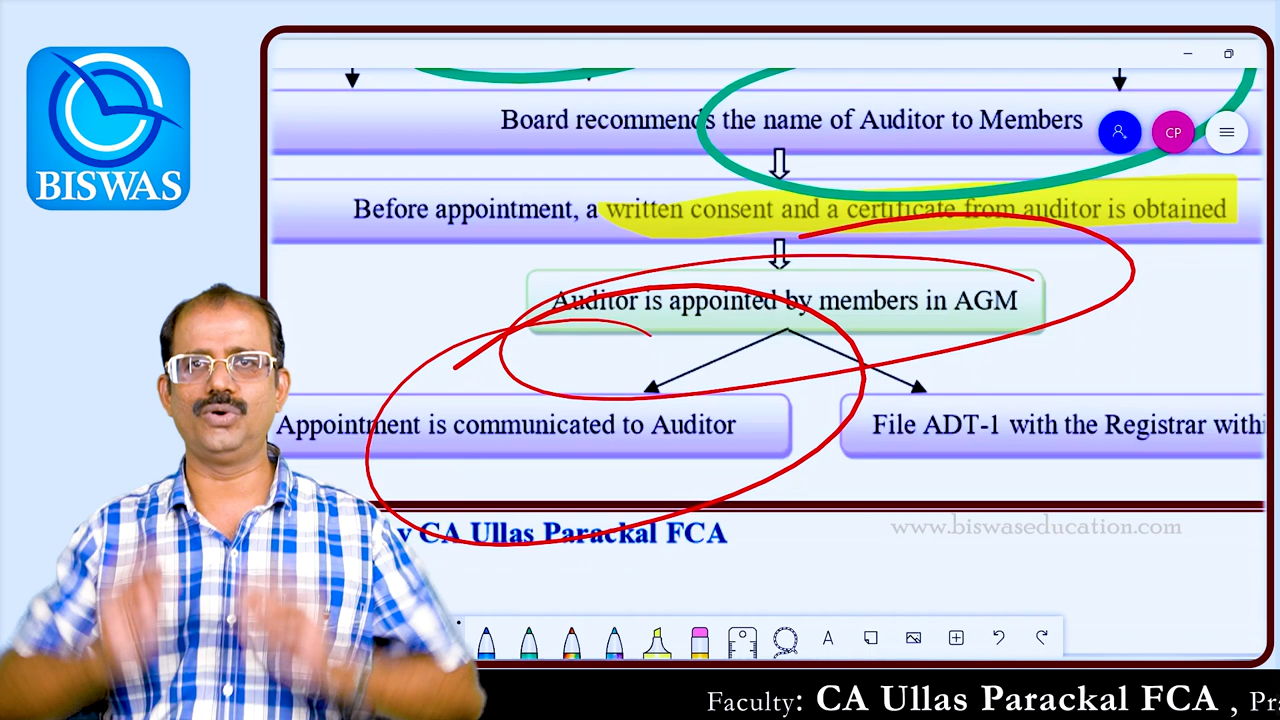 BISWAS
Board recommends the name of Auditor to Members
CP
Before appointment, a written consent and a certificate from auditor is obtained
Auditor is appointed by members in AGM
Appointment is communicated to Auditor
File ADT-1 with the Registrar withi
y CA Ullas Parackal FCA
www.biswaseducation.com
A
Faculty: CA Ullas Parackal FCA , Pr